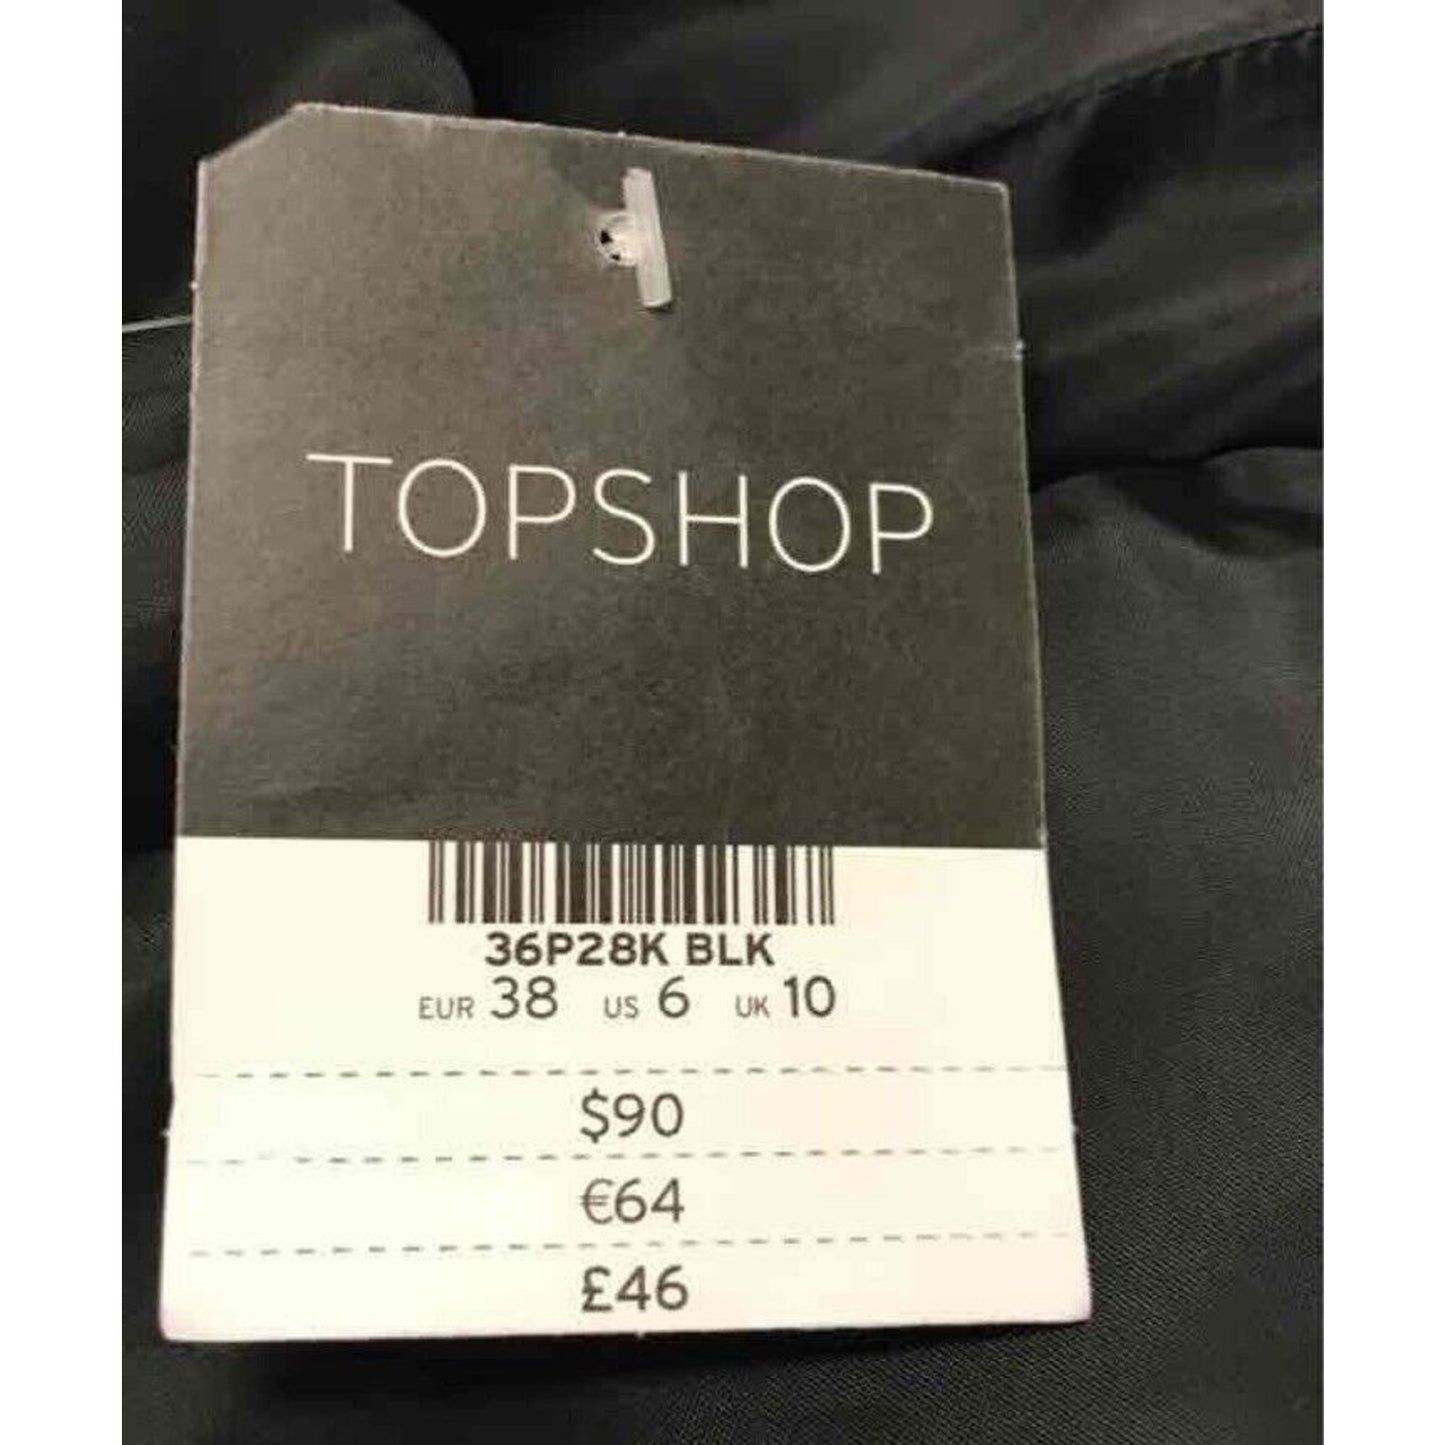 TOPSHOP
36P28K BLK
EUR 38 US 6 UK 10
$90
€64
£46